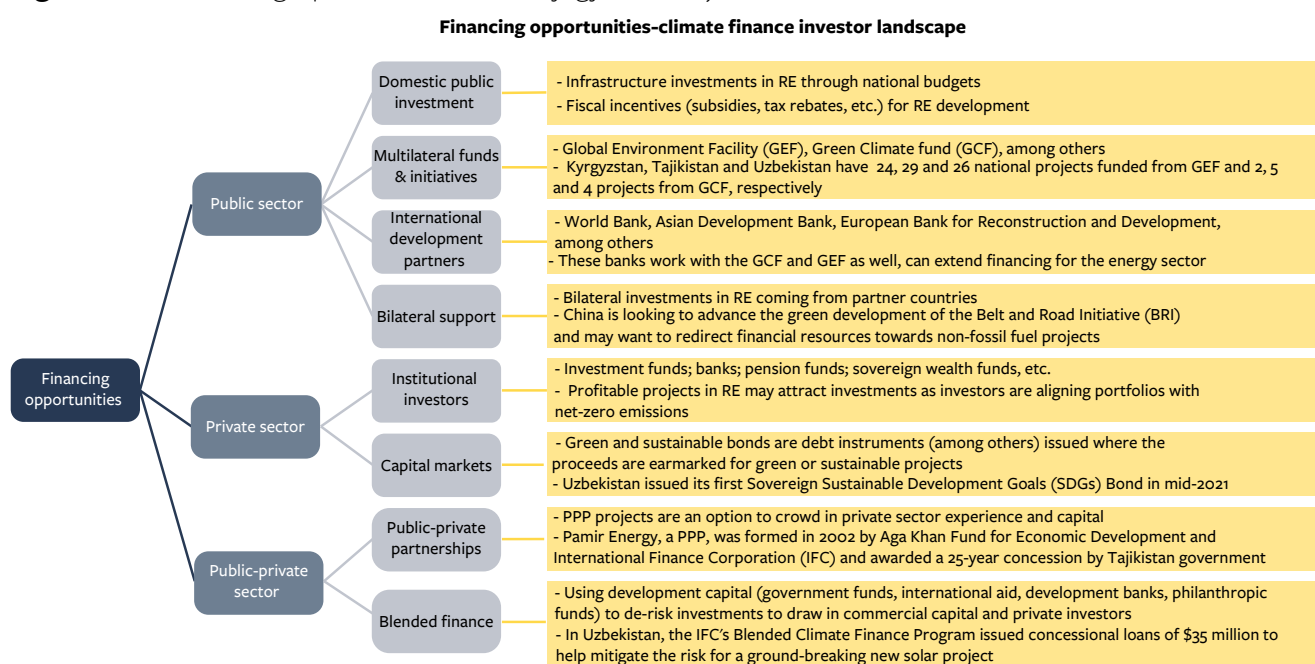 Financing opportunities-climate finance investor landscape
Financing
opportunities
Public sector
Domestic public
investment
- Infrastructure investments in RE through national budgets
- Fiscal incentives (subsidies, tax rebates, etc.) for RE development
Multilateral funds
& initiatives
- Global Environment Facility (GEF), Green Climate fund (GCF), among others
- Kyrgyzstan, Tajikistan and Uzbekistan have 24, 29 and 26 national projects funded from GEF and 2, 5
and 4 projects from GCF, respectively
International
development
partners
- World Bank, Asian Development Bank, European Bank for Reconstruction and Development,
among others
- These banks work with the GCF and GEF as well, can extend financing for the energy sector
Bilateral support
- Bilateral investments in RE coming from partner countries
- China is looking to advance the green development of the Belt and Road Initiative (BRI)
and may want to redirect financial resources towards non-fossil fuel projects
Private sector
Institutional
investors
- Investment funds; banks; pension funds; sovereign wealth funds, etc.
- Profitable projects in RE may attract investments as investors are aligning portfolios with
net-zero emissions
Capital markets
- Green and sustainable bonds are debt instruments (among others) issued where the
proceeds are earmarked for green or sustainable projects
- Uzbekistan issued its first Sovereign Sustainable Development Goals (SDGs) Bond in mid-2021
Public-private
sector
Public-private
partnerships
- PPP projects are an option to crowd in private sector experience and capital
- Pamir Energy, a PPP, was formed in 2002 by Aga Khan Fund for Economic Development and
International Finance Corporation (IFC) and awarded a 25-year concession by Tajikistan government
Blended finance
- Using development capital (government funds, international aid, development banks, philanthropic
funds) to de-risk investments to draw in commercial capital and private investors
- In Uzbekistan, the IFC's Blended Climate Finance Program issued concessional loans of $35 million to
help mitigate the risk for a ground-breaking new solar project